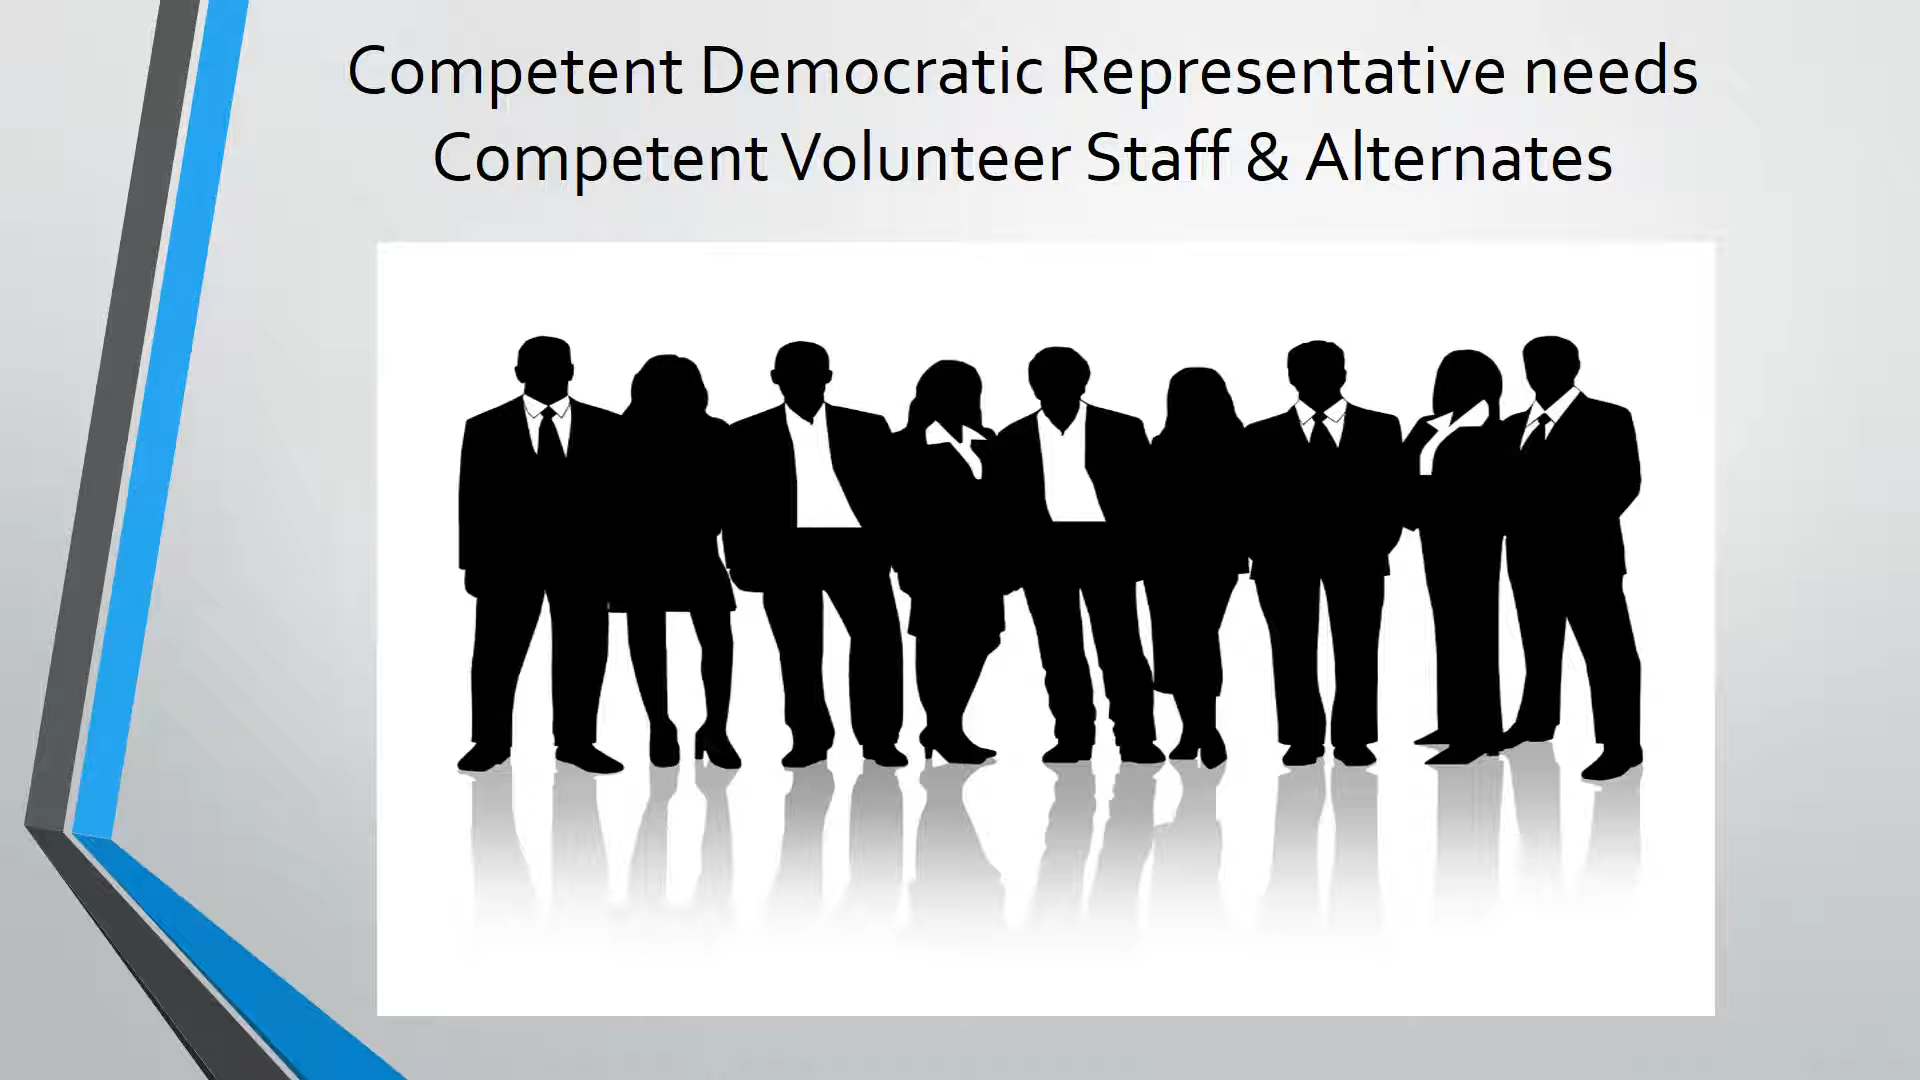 Competent Democratic Representative needs
Competent Volunteer Staff & Alternates